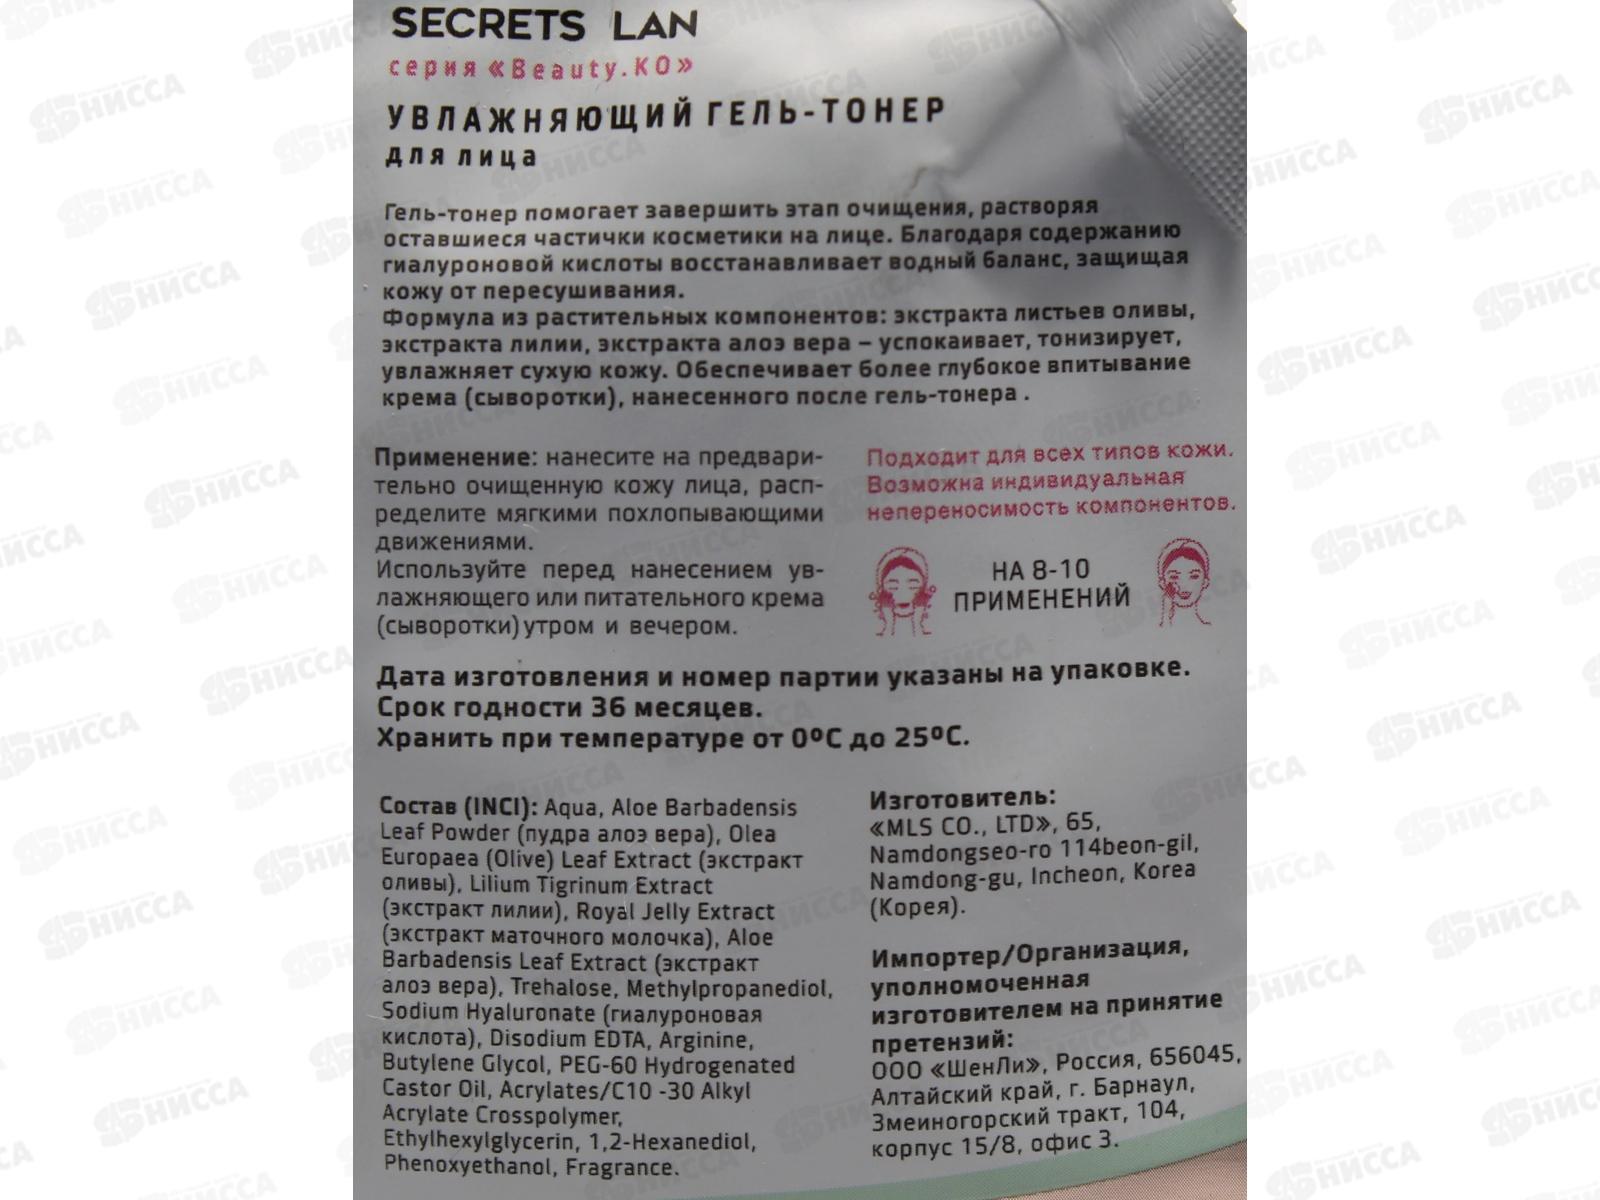 SECRETS LAN
серия «Beauty.KO»
УВЛАЖНЯЮЩИЙ ГЕЛЬ-ТОНЕР
для лица
Гель-тонер помогает завершить этап очищения, растворяя
оставшиеся частички косметики на лице. Благодаря содержанию
гиалуроновой кислоты восстанавливает водный баланс, защищая
кожу от пересушивания.
Формула из растительных компонентов: экстракта листьев оливы,
экстракта лилии, экстракта алоэ вера – успокаивает, тонизирует,
увлажняет сухую кожу. Обеспечивает более глубокое впитывание
крема (сыворотки), нанесенного после гель-тонера .
Применение: нанесите на предвари-
тельно очищенную кожу лица, расп-
ределите мягкими похлопывающими
движениями.
Используйте перед нанесением ув-
лажняющего или питательного крема
(сыворотки) утром и вечером.
Подходит для всех типов кожи.
Возможна индивидуальная
непереносимость компонентов.
НА 8-10
ПРИМЕНЕНИЙ
Дата изготовления и номер партии указаны на упаковке.
Срок годности 36 месяцев.
Хранить при температуре от 0ºС до 25ºС.
Состав (INCI): Aqua, Aloe Barbadensis
Leaf Powder (пудра алоэ вера), Olea
Europaea (Olive) Leaf Extract (экстракт
оливы), Lilium Tigrinum Extract
(экстракт лилии), Royal Jelly Extract
(экстракт маточного молочка), Aloe
Barbadensis Leaf Extract (экстракт
алоэ вера), Trehalose, Methylpropanediol,
Sodium Hyaluronate (гиалуроновая
кислота), Disodium EDTA, Arginine,
Butylene Glycol, PEG-60 Hydrogenated
Castor Oil, Acrylates/C10 -30 Alkyl
Acrylate Crosspolymer,
Ethylhexylglycerin, 1,2-Hexanediol,
Phenoxyethanol, Fragrance.
Изготовитель:
«MLS CO., LTD», 65,
Namdongseo-ro 114beon-gil,
Namdong-gu, Incheon, Korea
(Корея).
Импортер/Организация,
уполномоченная
изготовителем на принятие
претензий:
ООО «ШенЛи», Россия, 656045,
Алтайский край, г. Барнаул,
Змеиногорский тракт, 104,
корпус 15/8, офис 3.
НИССА